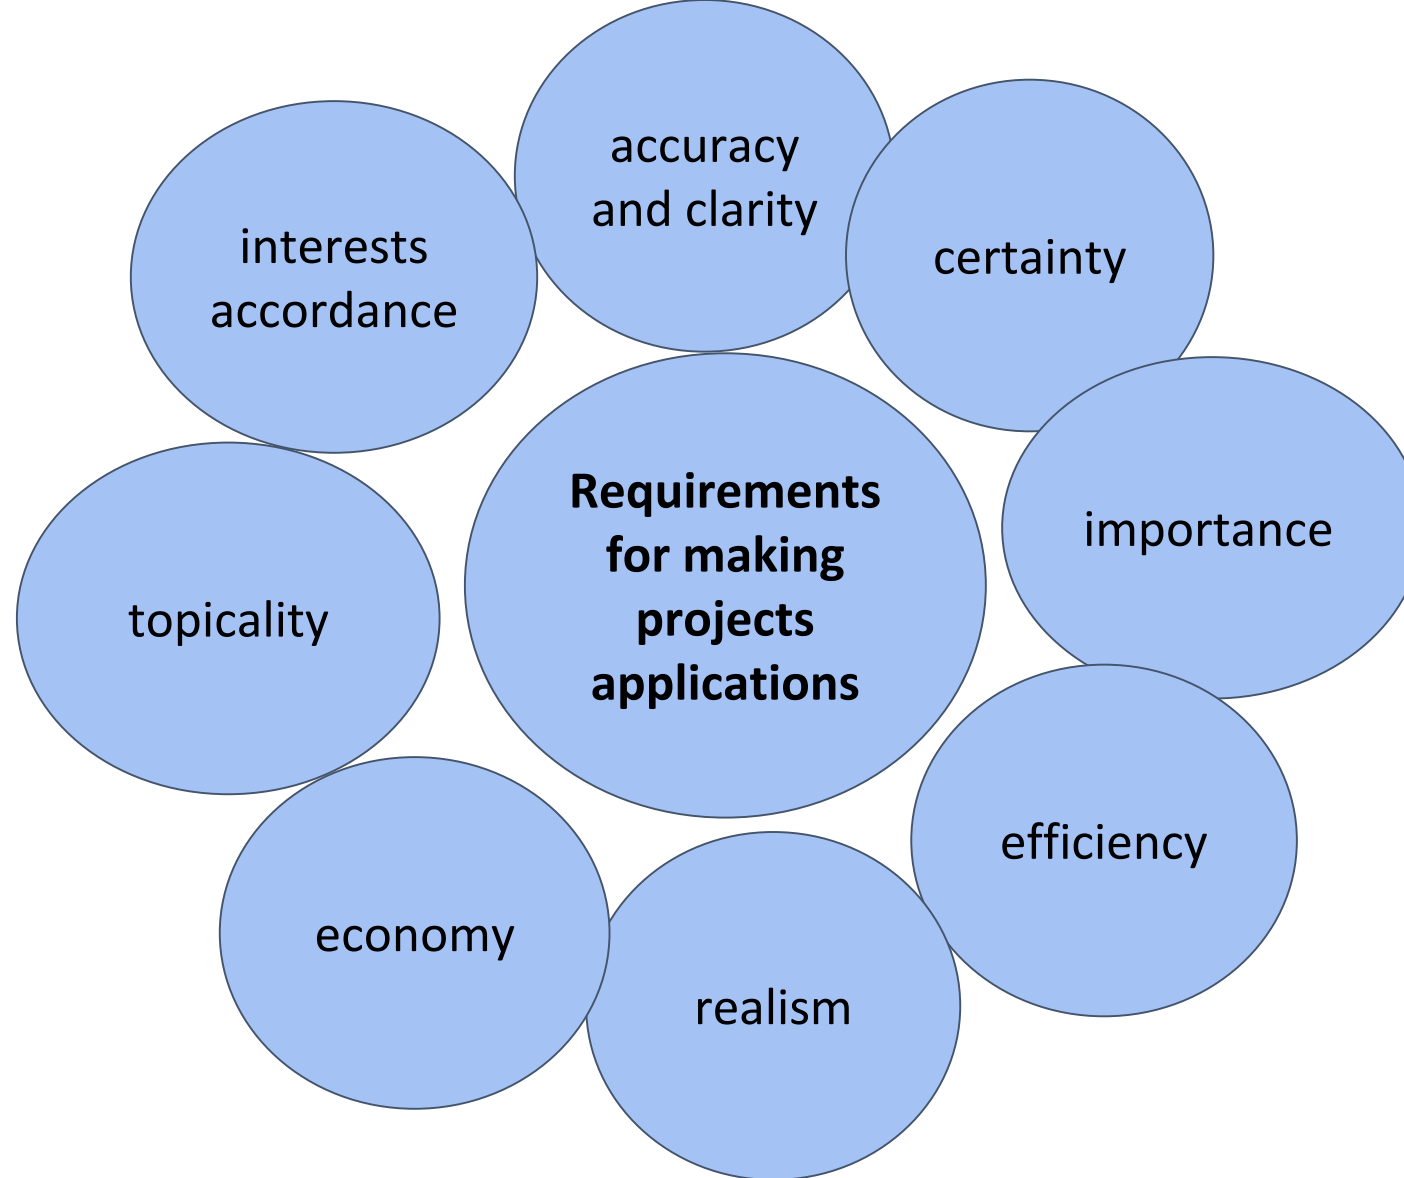 accuracy
and clarity
certainty
interests
accordance
importance
Requirements
for making
projects
applications
topicality
efficiency
economy
realism